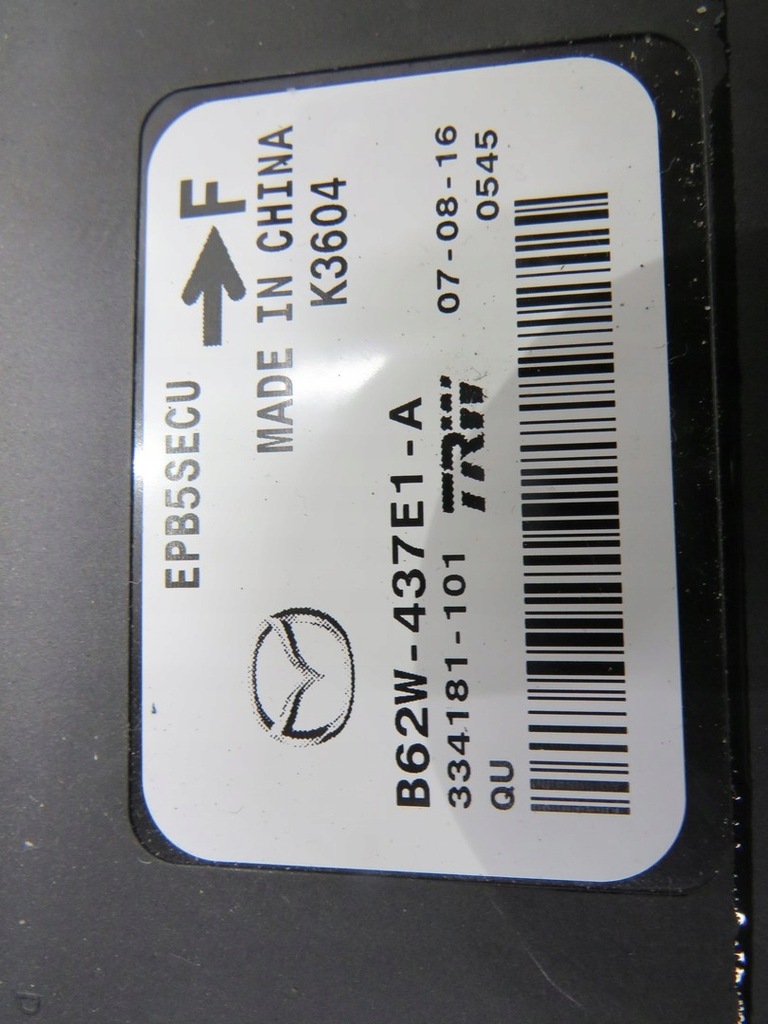 EPB5SECU
F
MADE IN CHINA
K3604
B62W-437E1-A
334181-101 TRW 07-08-16
QU 0545